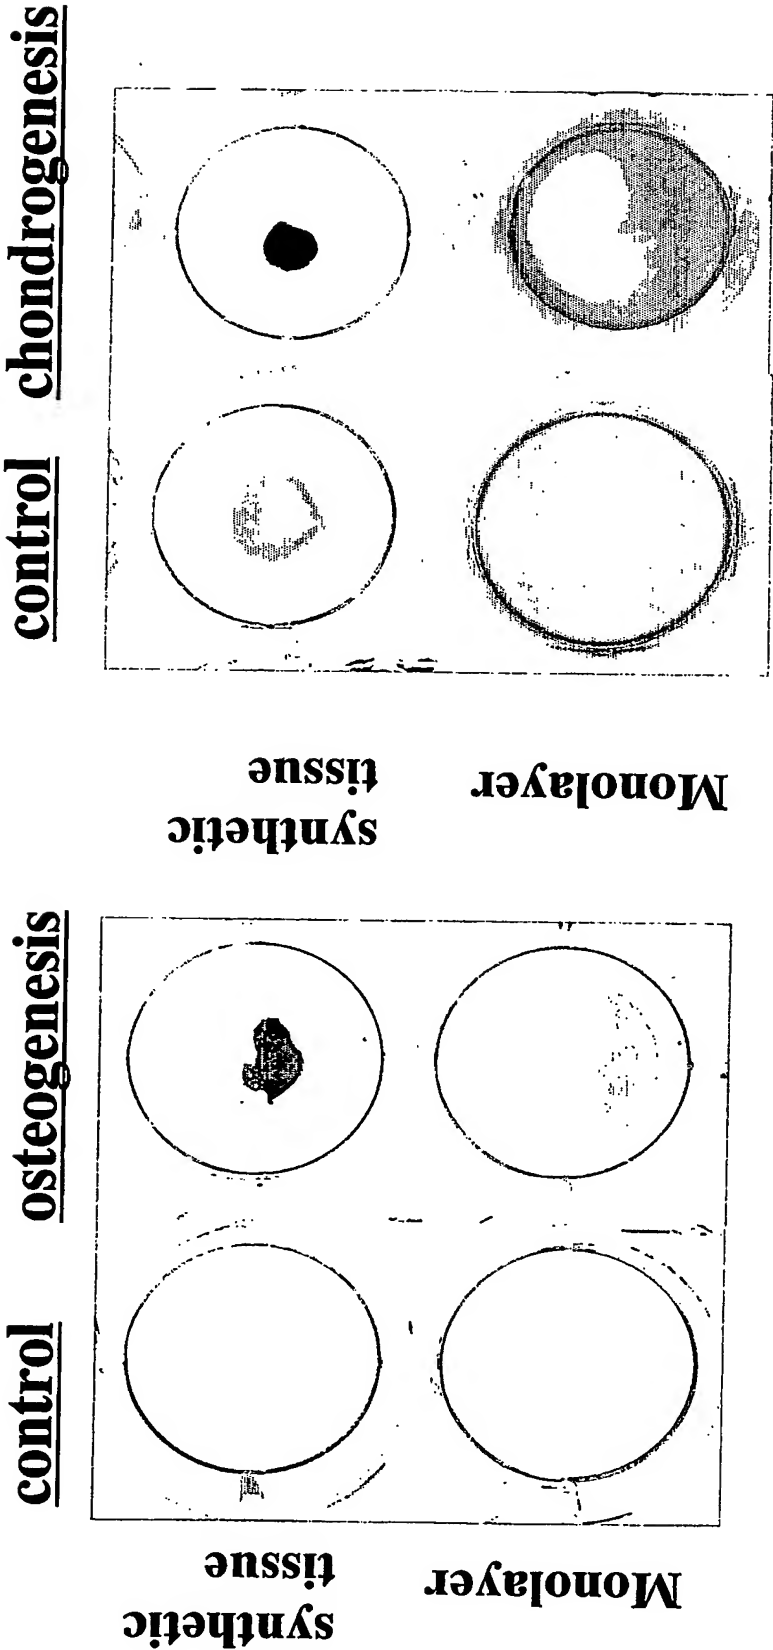 control
osteogenesis
synthetic
tissue
Monolayer
control
chondrogenesis
synthetic
tissue
Monolayer